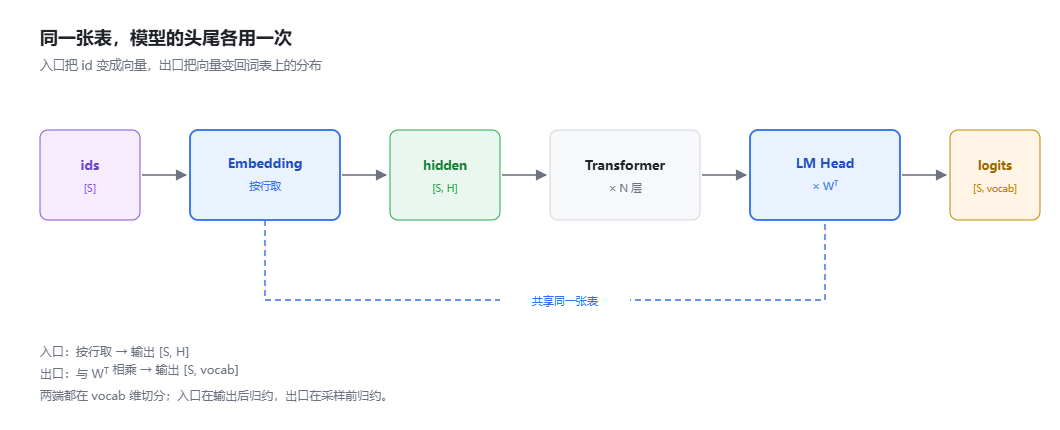 同一张表，模型的头尾各用一次
入口把 id 变成向量，出口把向量变回词表上的分布
ids
[S]
Embedding
按行取
hidden
[S, H]
Transformer
× N 层
LM Head
× Wᵀ
logits
[S, vocab]
共享同一张表
入口：按行取 → 输出 [S, H]
出口：与 Wᵀ 相乘 → 输出 [S, vocab]
两端都在 vocab 维切分；入口在输出后归约，出口在采样前归约。